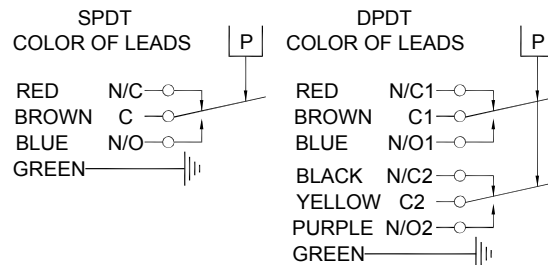 SPDT
COLOR OF LEADS
P
RED N/C
BROWN C
BLUE N/O
GREEN
DPDT
COLOR OF LEADS
P
RED N/C1
BROWN C1
BLUE N/O1
BLACK N/C2
YELLOW C2
PURPLE N/O2
GREEN